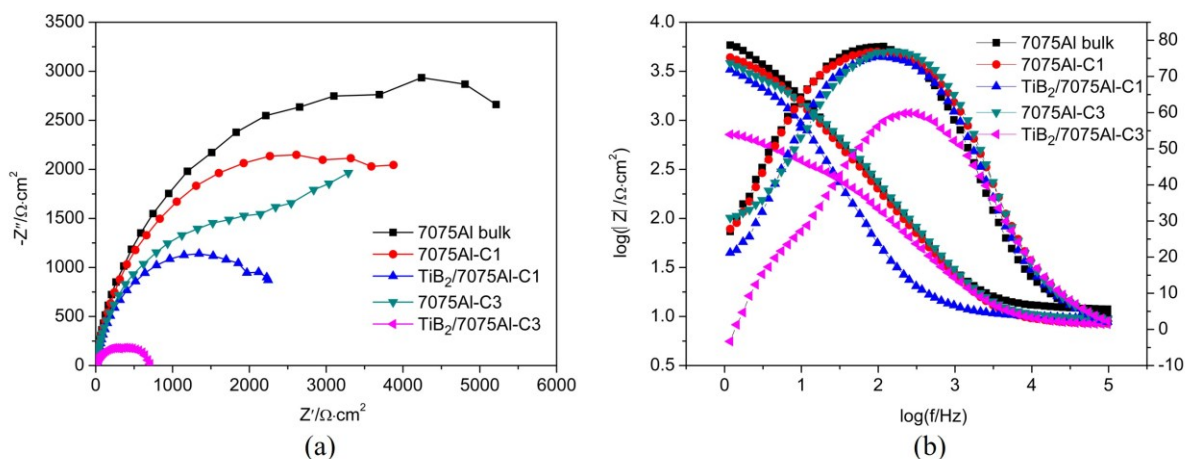 3500
3000
2500
2000
1500
1000
500
0
-Z″/Ω·cm²
0 1000 2000 3000 4000 5000 6000
Z′/Ω·cm²
7075Al bulk
7075Al-C1
TiB₂/7075Al-C1
7075Al-C3
TiB₂/7075Al-C3
(a)
4.0
3.5
3.0
2.5
2.0
1.5
1.0
0.5
log(| Z| /Ω·cm²)
0 1 2 3 4 5
log(f/Hz)
7075Al bulk
7075Al-C1
TiB₂/7075Al-C1
7075Al-C3
TiB₂/7075Al-C3
80
70
60
50
40
30
20
10
0
-10
(b)